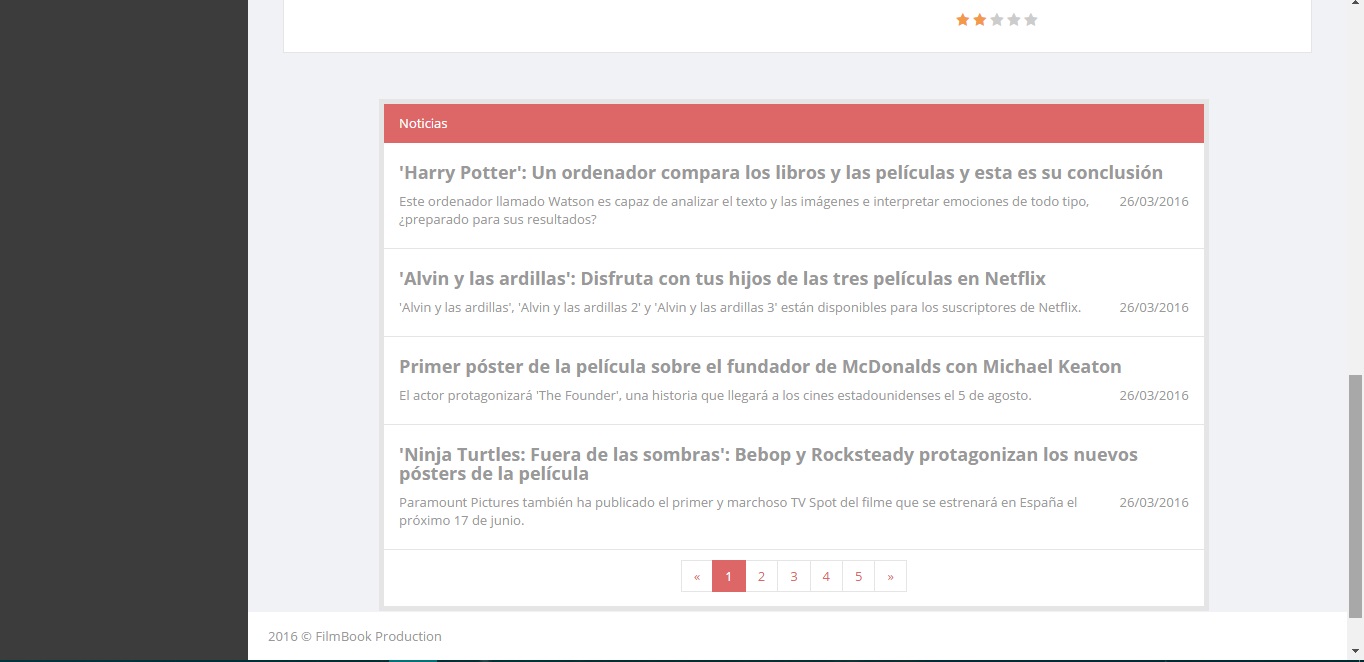 Noticias
'Harry Potter': Un ordenador compara los libros y las películas y esta es su conclusión
Este ordenador llamado Watson es capaz de analizar el texto y las imágenes e interpretar emociones de todo tipo, 26/03/2016
¿preparado para sus resultados?
'Alvin y las ardillas': Disfruta con tus hijos de las tres películas en Netflix
'Alvin y las ardillas', 'Alvin y las ardillas 2' y 'Alvin y las ardillas 3' están disponibles para los suscriptores de Netflix. 26/03/2016
Primer póster de la película sobre el fundador de McDonalds con Michael Keaton
El actor protagonizará 'The Founder', una historia que llegará a los cines estadounidenses el 5 de agosto. 26/03/2016
'Ninja Turtles: Fuera de las sombras': Bebop y Rocksteady protagonizan los nuevos
pósters de la película
Paramount Pictures también ha publicado el primer y marchoso TV Spot del filme que se estrenará en España el 26/03/2016
próximo 17 de junio.
« 1 2 3 4 5 »
2016 © FilmBook Production